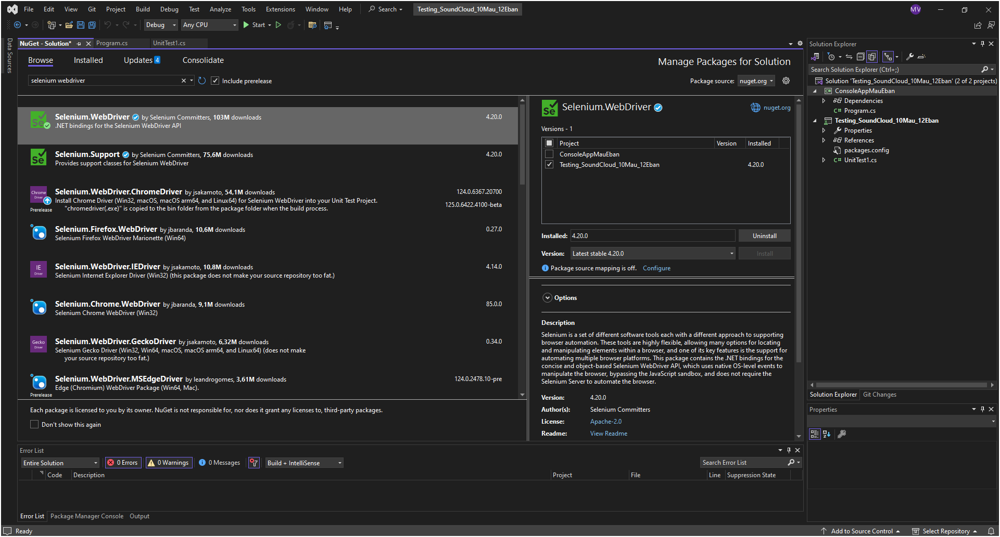 File Edit View Git Project Build Debug Test Analyze Tools Extensions Window Help Search Testing_SoundCloud_10Mau_12Eban MV
Debug Any CPU Start
Data Sources
NuGet - Solution* Program.cs UnitTest1.cs
Browse Installed Updates 4 Consolidate
Manage Packages for Solution
selenium webdriver Include prerelease
Package source: nuget.org
Selenium.WebDriver by Selenium Committers, 103M downloads 4.20.0
.NET bindings for the Selenium WebDriver API
Selenium.Support by Selenium Committers, 75,6M downloads 4.20.0
Provides support classes for Selenium WebDriver
Chrome
Driver
Prerelease
Selenium.WebDriver.ChromeDriver by jsakamoto, 54,1M downloads 124.0.6367.20700
Install Chrome Driver (Win32, macOS, macOS arm64, and Linux64) for Selenium WebDriver into your Unit Test Project.
"chromedriver(.exe)" is copied to the bin folder from the package folder when the build process. 125.0.6422.4100-beta
Selenium.Firefox.WebDriver by jbaranda, 10,6M downloads 0.27.0
Selenium Firefox WebDriver Marionette (Win64)
IE
Driver
Selenium.WebDriver.IEDriver by jsakamoto, 10,8M downloads 4.14.0
Selenium Internet Explorer Driver (Win32) (this package does not make your source repository too fat.)
Selenium.Chrome.WebDriver by jbaranda, 9,1M downloads 85.0.0
Selenium Chrome WebDriver (Win32)
Gecko
Driver
Selenium.WebDriver.GeckoDriver by jsakamoto, 6,32M downloads 0.34.0
Selenium Gecko Driver (Win32, Win64, macOS, macOS arm64, and Linux64) (does not make
your source repository too fat.)
Selenium.WebDriver.MSEdgeDriver by leandrogomes, 3,61M downloads 124.0.2478.10-pre
Edge (Chromium) WebDriver Package (Win64, Mac).
Prerelease
Each package is licensed to you by its owner. NuGet is not responsible for, nor does it grant any licenses to, third-party packages.
Don't show this again
Se Selenium.WebDriver nuget.org
Versions - 1
Project Version Installed
ConsoleAppMauEban
Testing_SoundCloud_10Mau_12Eban 4.20.0
Installed: 4.20.0 Uninstall
Version: Latest stable 4.20.0 Install
Package source mapping is off. Configure
Options
Description
Selenium is a set of different software tools each with a different approach to supporting
browser automation. These tools are highly flexible, allowing many options for locating
and manipulating elements within a browser, and one of its key features is the support for
automating multiple browser platforms. This package contains the .NET bindings for the
concise and object-based Selenium WebDriver API, which uses native OS-level events to
manipulate the browser, bypassing the JavaScript sandbox, and does not require the
Selenium Server to automate the browser.
Version: 4.20.0
Author(s): Selenium Committers
License: Apache-2.0
Readme: View Readme
Solution Explorer
Search Solution Explorer (Ctrl+;)
Solution 'Testing_SoundCloud_10Mau_12Eban' (2 of 2 projects)
ConsoleAppMauEban
Dependencies
C# Program.cs
Testing_SoundCloud_10Mau_12Eban
Properties
References
packages.config
C# UnitTest1.cs
Solution Explorer Git Changes
Properties
Error List
Entire Solution 0 Errors 0 Warnings 0 Messages Build + IntelliSense Search Error List
Code Description Project File Line Suppression State
Error List Package Manager Console Output
Ready Add to Source Control Select Repository